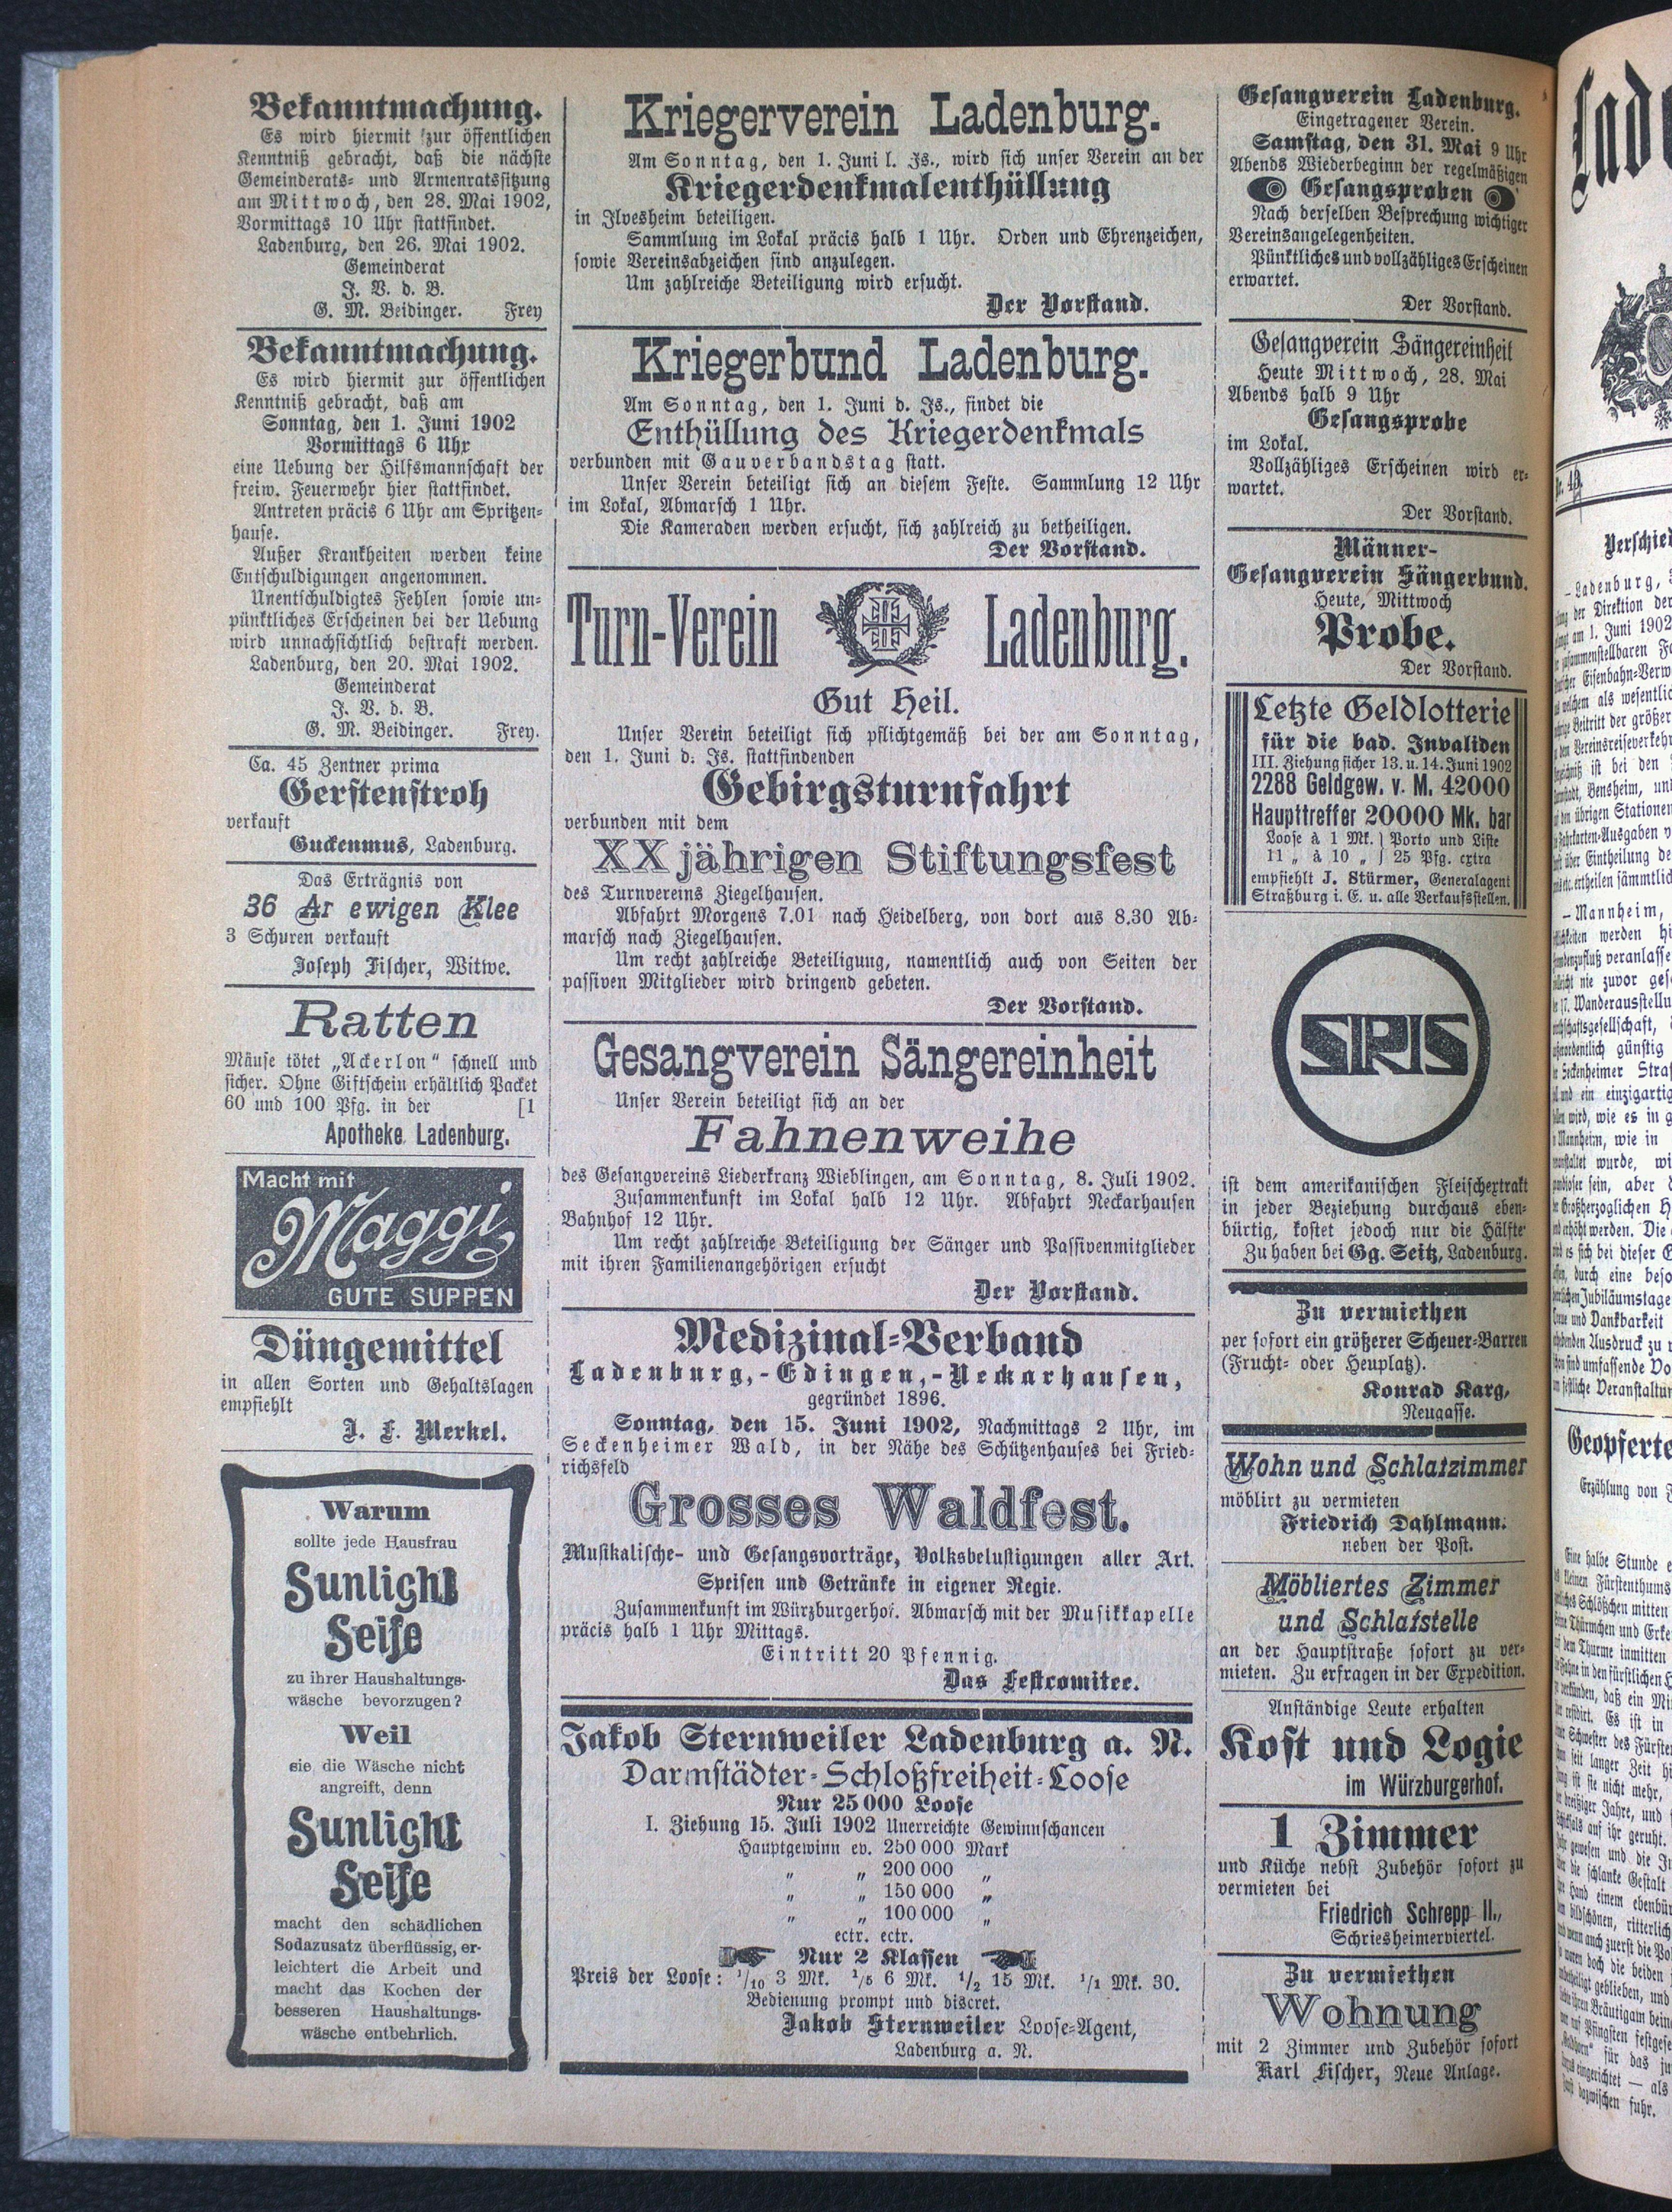 Bekanntmachung.
Es wird hiermit zur öffentlichen
Kenntniß gebracht, daß die nächste
Gemeinderats- und Armenratssitzung
am Mittwoch, den 28. Mai 1902,
Vormittags 10 Uhr stattfindet.
Ladenburg, den 26. Mai 1902.
Gemeinderat
J. V. d. B.
G. M. Beidinger. Frey
Bekanntmachung.
Es wird hiermit zur öffentlichen
Kenntniß gebracht, daß am
Sonntag, den 1. Juni 1902
Vormittags 6 Uhr
eine Uebung der Hilfsmannschaft der
freiw. Feuerwehr hier stattfindet.
Antreten präcis 6 Uhr am Spritzen-
hause.
Außer Krankheiten werden keine
Entschuldigungen angenommen.
Unentschuldigtes Fehlen sowie un-
pünktliches Erscheinen bei der Uebung
wird unnachsichtlich bestraft werden.
Ladenburg, den 20. Mai 1902.
Gemeinderat
J. V. d. B.
G. M. Beidinger. Frey.
Ca. 45 Zentner prima
Gerstenstroh
verkauft
Guckenmus, Ladenburg.
Das Erträgnis von
36 Ar ewigen Klee
3 Schuren verkauft
Joseph Fischer, Witwe.
Ratten
Mäuse tötet „Ackerlon“ schnell und
sicher. Ohne Giftschein erhältlich Packet
60 und 100 Pfg. in der [1
Apotheke Ladenburg.
Macht mit
Maggi
GUTE SUPPEN
Düngemittel
in allen Sorten und Gehaltslagen
empfiehlt
J. F. Merkel.
Warum
sollte jede Hausfrau
Sunlight
Seife
zu ihrer Haushaltungs-
wäsche bevorzugen?
Weil
sie die Wäsche nicht
angreift, denn
Sunlight
Seife
macht den schädlichen
Sodazusatz überflüssig, er-
leichtert die Arbeit und
macht das Kochen der
besseren Haushaltungs-
wäsche entbehrlich.
Kriegerverein Ladenburg.
Am Sonntag, den 1. Juni l. Js., wird sich unser Verein an der
Kriegerdenkmalenthüllung
in Ilvesheim beteiligen.
Sammlung im Lokal präcis halb 1 Uhr. Orden und Ehrenzeichen,
sowie Vereinsabzeichen sind anzulegen.
Um zahlreiche Beteiligung wird ersucht.
Der Vorstand.
Kriegerbund Ladenburg.
Am Sonntag, den 1. Juni d. Js., findet die
Enthüllung des Kriegerdenkmals
verbunden mit Gauverbandstag statt.
Unser Verein beteiligt sich an diesem Feste. Sammlung 12 Uhr
im Lokal, Abmarsch 1 Uhr.
Die Kameraden werden ersucht, sich zahlreich zu betheiligen.
Der Vorstand.
Turn-Verein Ladenburg.
Gut Heil.
Unser Verein beteiligt sich pflichtgemäß bei der am Sonntag,
den 1. Juni d. Js. stattfindenden
Gebirgsturnfahrt
verbunden mit dem
XX jährigen Stiftungsfest
des Turnvereins Ziegelhausen.
Abfahrt Morgens 7.01 nach Heidelberg, von dort aus 8.30 Ab-
marsch nach Ziegelhausen.
Um recht zahlreiche Beteiligung, namentlich auch von Seiten der
passiven Mitglieder wird dringend gebeten.
Der Vorstand.
Gesangverein Sängereinheit
Unser Verein beteiligt sich an der
Fahnenweihe
des Gesangvereins Liederkranz Wieblingen, am Sonntag, 8. Juli 1902.
Zusammenkunft im Lokal halb 12 Uhr. Abfahrt Neckarhausen
Bahnhof 12 Uhr.
Um recht zahlreiche Beteiligung der Sänger und Passivenmitglieder
mit ihren Familienangehörigen ersucht
Der Vorstand.
Medizinal-Verband
Ladenburg,-Edingen,-Neckarhausen,
gegründet 1896.
Sonntag, den 15. Juni 1902, Nachmittags 2 Uhr, im
Seckenheimer Wald, in der Nähe des Schützenhauses bei Fried-
richsfeld
Grosses Waldfest.
Musikalische- und Gesangsvorträge, Volksbelustigungen aller Art.
Speisen und Getränke in eigener Regie.
Zusammenkunft im Würzburgerhof. Abmarsch mit der Musikkapelle
präcis halb 1 Uhr Mittags.
Eintritt 20 Pfennig.
Das Festcomitee.
Jakob Sternweiler Ladenburg a. N.
Darmstädter-Schloßfreiheit-Loose
Nur 25 000 Loose
I. Ziehung 15. Juli 1902 Unerreichte Gewinnschancen
Hauptgewinn ev. 250 000 Mark
„ „ 200 000 „
„ „ 150 000 „
„ „ 100 000 „
ectr. ectr.
Nur 2 Klassen
Preis der Loose: 1/10 3 Mk. 1/5 6 Mk. 1/2 15 Mk. 1/1 Mk. 30.
Bedienung prompt und discret.
Jakob Sternweiler Loose-Agent,
Ladenburg a. N.
Gesangverein Ladenburg.
Eingetragener Verein.
Samstag, den 31. Mai 9 Uhr
Abends Wiederbeginn der regelmäßigen
Gesangsproben
Nach derselben Besprechung wichtiger
Vereinsangelegenheiten.
Pünktliches und vollzähliges Erscheinen
erwartet.
Der Vorstand.
Gesangverein Sängereinheit
Heute Mittwoch, 28. Mai
Abends halb 9 Uhr
Gesangsprobe
im Lokal.
Vollzähliges Erscheinen wird er-
wartet.
Der Vorstand.
Männer-
Gesangverein Sängerbund.
Heute, Mittwoch
Probe.
Der Vorstand.
Letzte Geldlotterie
für die bad. Invaliden
III. Ziehung sicher 13. u. 14. Juni 1902
2288 Geldgew. v. M. 42000
Haupttreffer 20000 Mk. bar
Loose à 1 Mk. } Porto und Liste
11 „ à 10 „ } 25 Pfg. extra
empfiehlt J. Stürmer, Generalagent
Straßburg i. E. u. alle Verkaufsstellen.
SIRIS
ist dem amerikanischen Fleischextrakt
in jeder Beziehung durchaus eben-
bürtig, kostet jedoch nur die Hälfte
Zu haben bei Gg. Seitz, Ladenburg.
Zu vermiethen
per sofort ein größerer Scheuer-Barren
(Frucht- oder Heuplatz).
Konrad Karg,
Neugasse.
Wohn und Schlafzimmer
möblirt zu vermieten
Friedrich Dahlmann.
neben der Post.
Möbliertes Zimmer
und Schlafstelle
an der Hauptstraße sofort zu ver-
mieten. Zu erfragen in der Expedition.
Anständige Leute erhalten
Kost und Logie
im Würzburgerhof.
1 Zimmer
und Küche nebst Zubehör sofort zu
vermieten bei
Friedrich Schrepp II.,
Schriesheimerviertel.
Zu vermiethen
Wohnung
mit 2 Zimmer und Zubehör sofort
Karl Fischer, Neue Anlage.